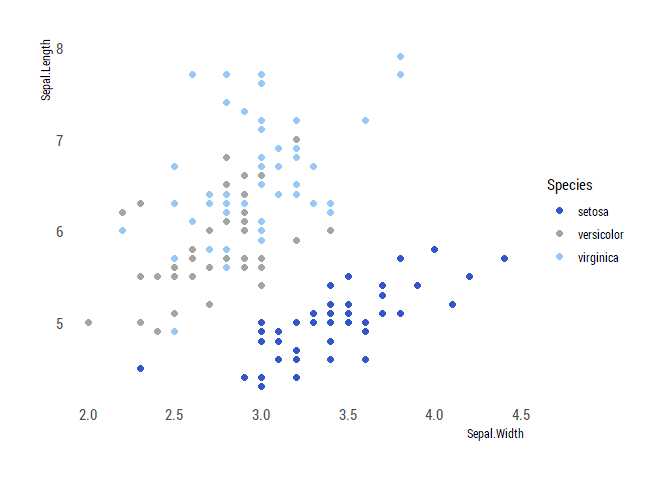 Sepal.Length
8
7
6
5
2.0 2.5 3.0 3.5 4.0 4.5
Sepal.Width
Species
setosa
versicolor
virginica